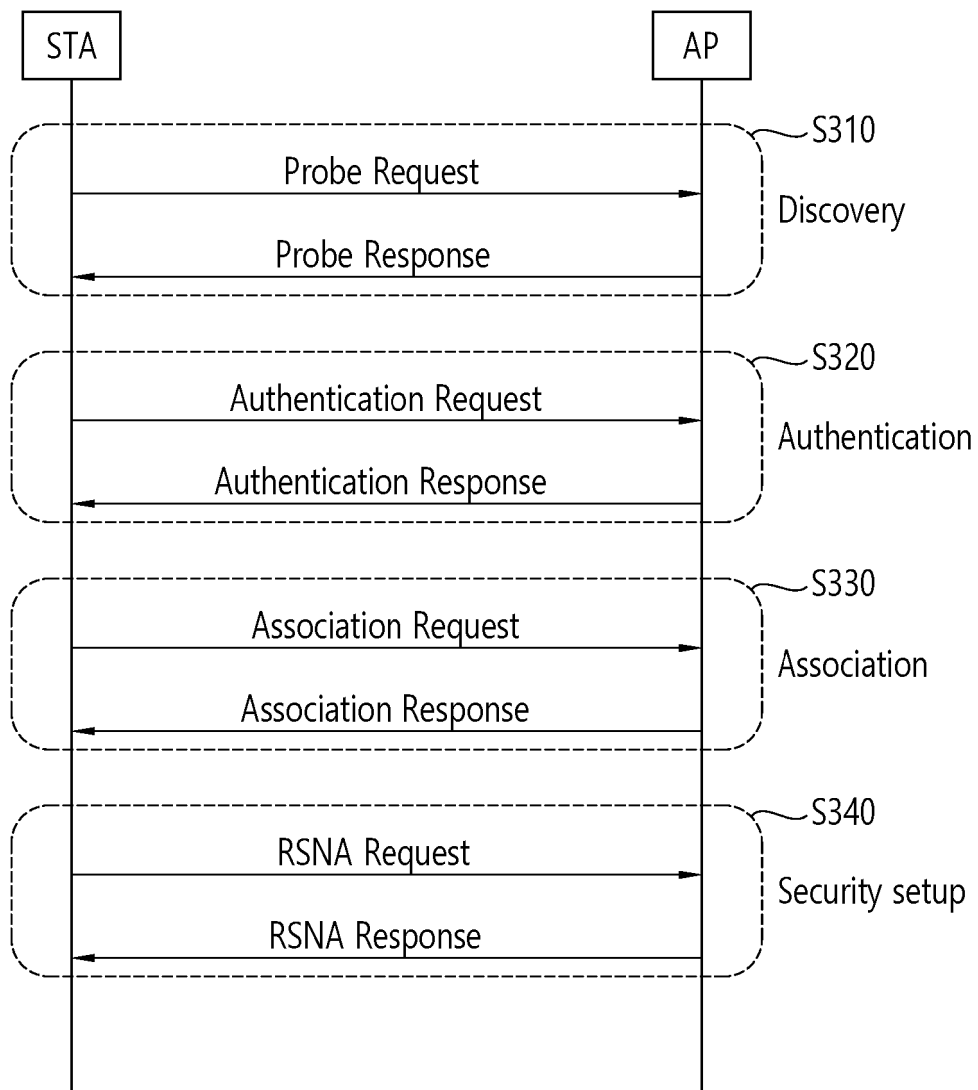 STA
AP
S310
Probe Request
Discovery
Probe Response
S320
Authentication Request
Authentication
Authentication Response
S330
Association Request
Association
Association Response
S340
RSNA Request
Security setup
RSNA Response